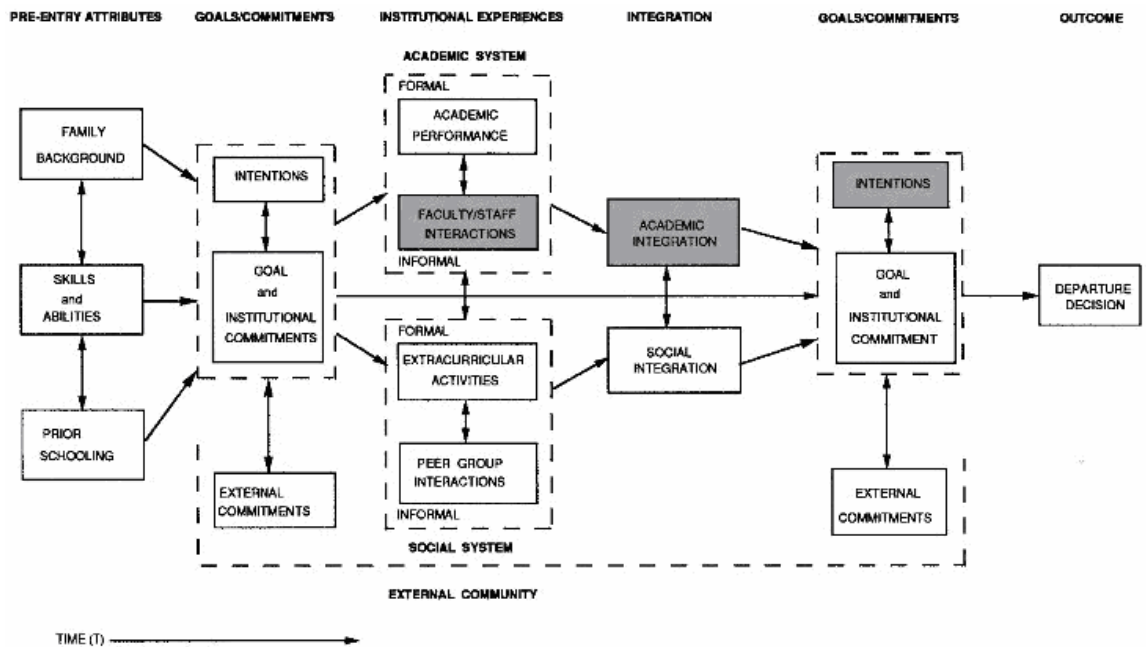 PRE-ENTRY ATTRIBUTES
GOALS/COMMITMENTS
INSTITUTIONAL EXPERIENCES
INTEGRATION
GOALS/COMMITMENTS
OUTCOME
FAMILY
BACKGROUND
SKILLS
and
ABILITIES
PRIOR
SCHOOLING
INTENTIONS
GOAL
and
INSTITUTIONAL
COMMITMENTS
EXTERNAL
COMMITMENTS
ACADEMIC SYSTEM
FORMAL
ACADEMIC
PERFORMANCE
FACULTY/STAFF
INTERACTIONS
INFORMAL
FORMAL
EXTRACURRICULAR
ACTIVITIES
PEER GROUP
INTERACTIONS
INFORMAL
SOCIAL SYSTEM
ACADEMIC
INTEGRATION
SOCIAL
INTEGRATION
INTENTIONS
GOAL
and
INSTITUTIONAL
COMMITMENT
EXTERNAL
COMMITMENTS
DEPARTURE
DECISION
EXTERNAL COMMUNITY
TIME (T)